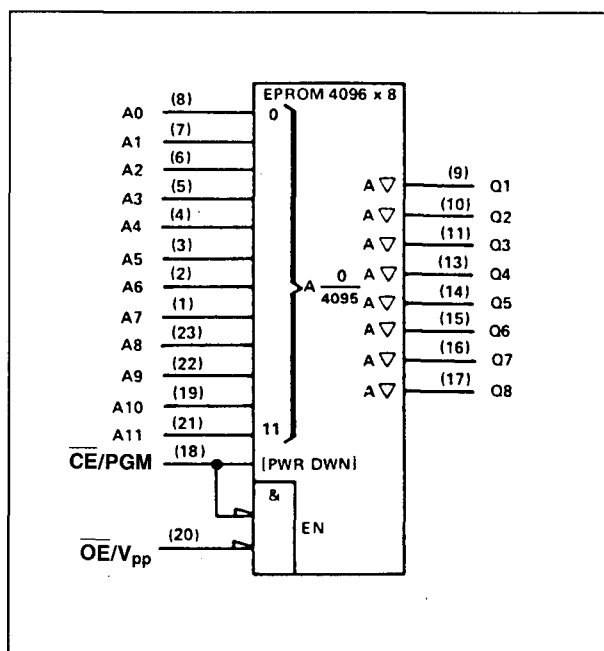 EPROM 4096 x 8
A0 (8) 0
A1 (7)
A2 (6)
A3 (5)
A4 (4)
A5 (3)
A6 (2)
A7 (1)
A8 (23)
A9 (22)
A10 (19)
A11 (21) 11
A 0
4095
A ▽ (9) Q1
A ▽ (10) Q2
A ▽ (11) Q3
A ▽ (13) Q4
A ▽ (14) Q5
A ▽ (15) Q6
A ▽ (16) Q7
A ▽ (17) Q8
C̅E̅/PGM (18) [PWR DWN]
&
EN
O̅E̅/Vpp (20)